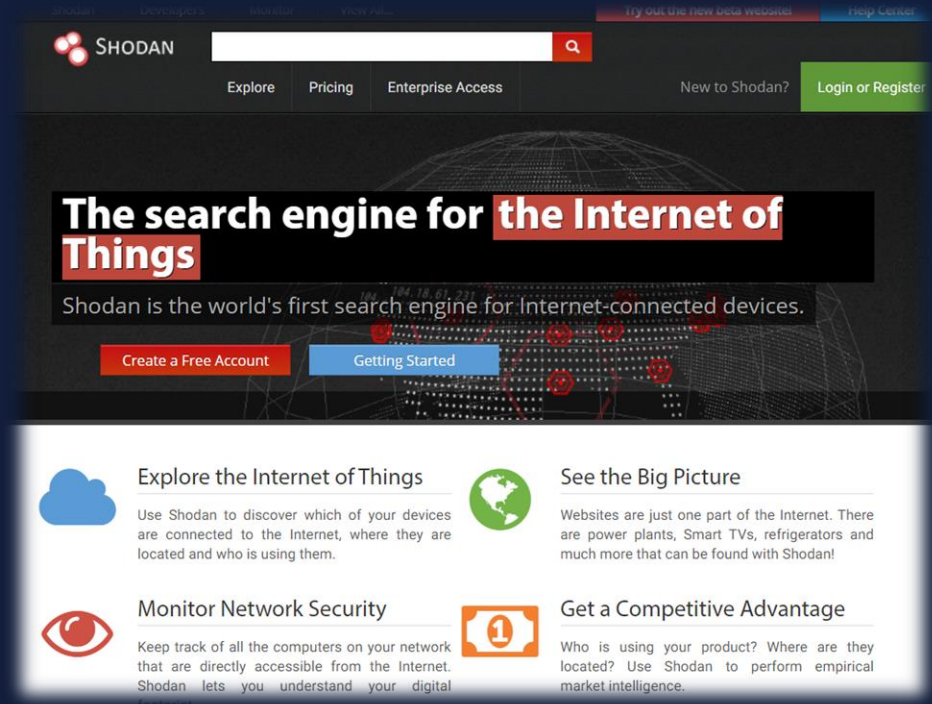 Shodan Developers Monitor View All...
Try out the new beta website! Help Center
SHODAN
Explore Pricing Enterprise Access
New to Shodan? Login or Register
The search engine for the Internet of
Things
104.18.61.231
Shodan is the world's first search engine for Internet-connected devices.
Create a Free Account Getting Started
Explore the Internet of Things
Use Shodan to discover which of your devices
are connected to the Internet, where they are
located and who is using them.
See the Big Picture
Websites are just one part of the Internet. There
are power plants, Smart TVs, refrigerators and
much more that can be found with Shodan!
Monitor Network Security
Keep track of all the computers on your network
that are directly accessible from the Internet.
Shodan lets you understand your digital
1
Get a Competitive Advantage
Who is using your product? Where are they
located? Use Shodan to perform empirical
market intelligence.